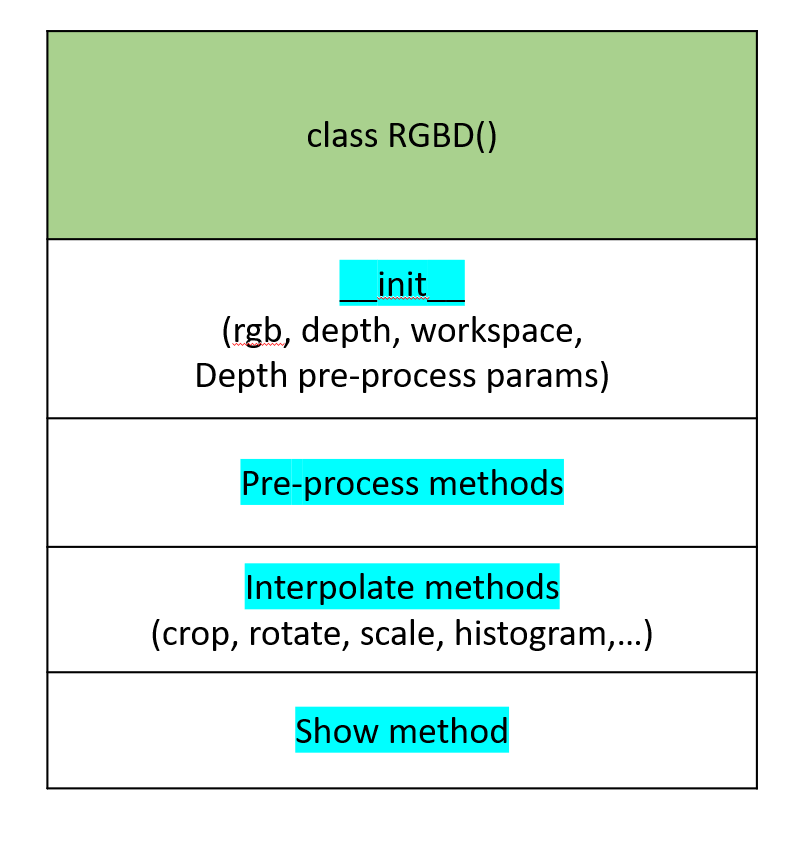 class RGBD()
__init__
(rgb, depth, workspace,
Depth pre-process params)
Pre-process methods
Interpolate methods
(crop, rotate, scale, histogram,...)
Show method